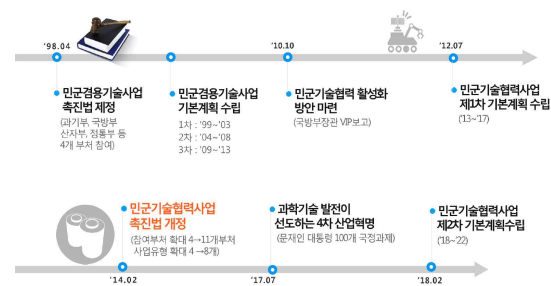 '98.04
'10.10
'12.07
민군겸용기술사업
촉진법 제정
(과기부, 국방부
산자부, 정통부 등
4개 부처 참여)
민군겸용기술사업
기본계획 수립
1차 : '99~'03
2차 : '04~'08
3차 : '09~'13
민군기술협력 활성화
방안 마련
(국방부장관 VIP보고)
민군기술협력사업
제1차 기본계획 수립
('13~'17)
민군기술협력사업
촉진법 개정
(참여부처 확대 4→11개부처
사업유형 확대 4 →8개)
과학기술 발전이
선도하는 4차 산업혁명
(문재인 대통령 100개 국정과제)
민군기술협력사업
제2차 기본계획수립
('18~'22)
'14.02
'17.07
'18.02